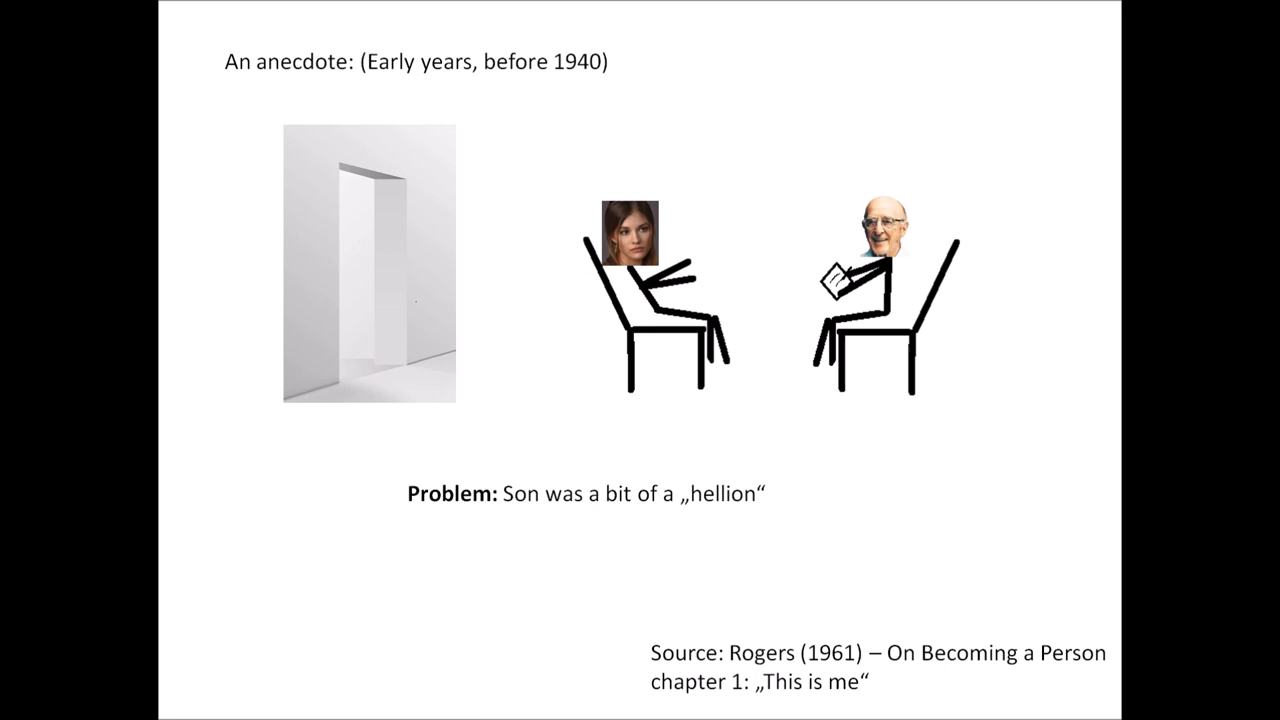 An anecdote: (Early years, before 1940)
Problem: Son was a bit of a „hellion“
Source: Rogers (1961) – On Becoming a Person
chapter 1: „This is me“